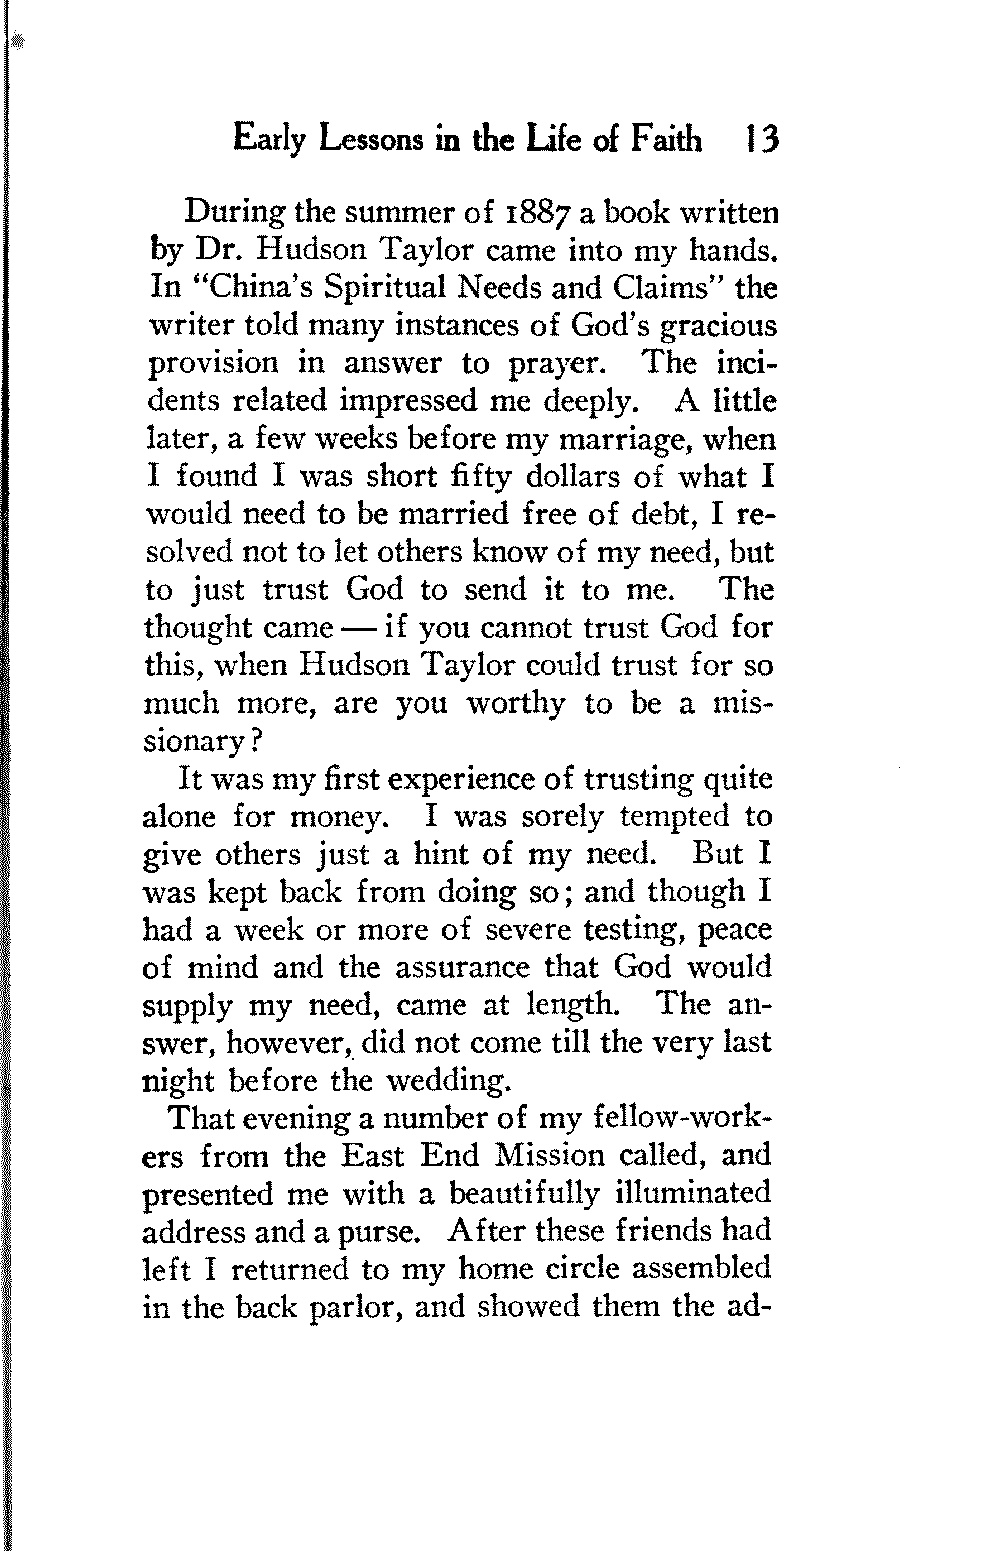 Early Lessons in the Life of Faith 13
During the summer of 1887 a book written
by Dr. Hudson Taylor came into my hands.
In “China's Spiritual Needs and Claims” the
writer told many instances of God's gracious
provision in answer to prayer. The inci-
dents related impressed me deeply. A little
later, a few weeks before my marriage, when
I found I was short fifty dollars of what I
would need to be married free of debt, I re-
solved not to let others know of my need, but
to just trust God to send it to me. The
thought came — if you cannot trust God for
this, when Hudson Taylor could trust for so
much more, are you worthy to be a mis-
sionary?
It was my first experience of trusting quite
alone for money. I was sorely tempted to
give others just a hint of my need. But I
was kept back from doing so; and though I
had a week or more of severe testing, peace
of mind and the assurance that God would
supply my need, came at length. The an-
swer, however, did not come till the very last
night before the wedding.
That evening a number of my fellow-work-
ers from the East End Mission called, and
presented me with a beautifully illuminated
address and a purse. After these friends had
left I returned to my home circle assembled
in the back parlor, and showed them the ad-